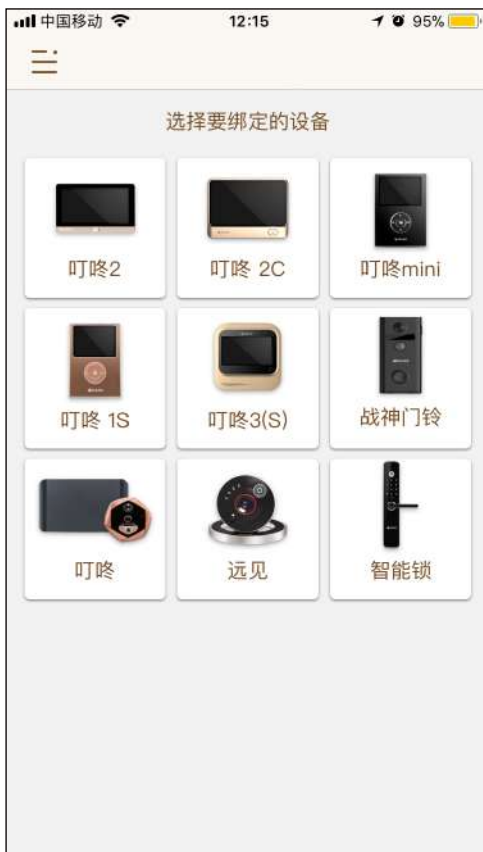 中国移动 12:15 95%
选择要绑定的设备
叮咚2 叮咚 2C 叮咚mini
叮咚 1S 叮咚3(S) 战神门铃
叮咚 远见 智能锁